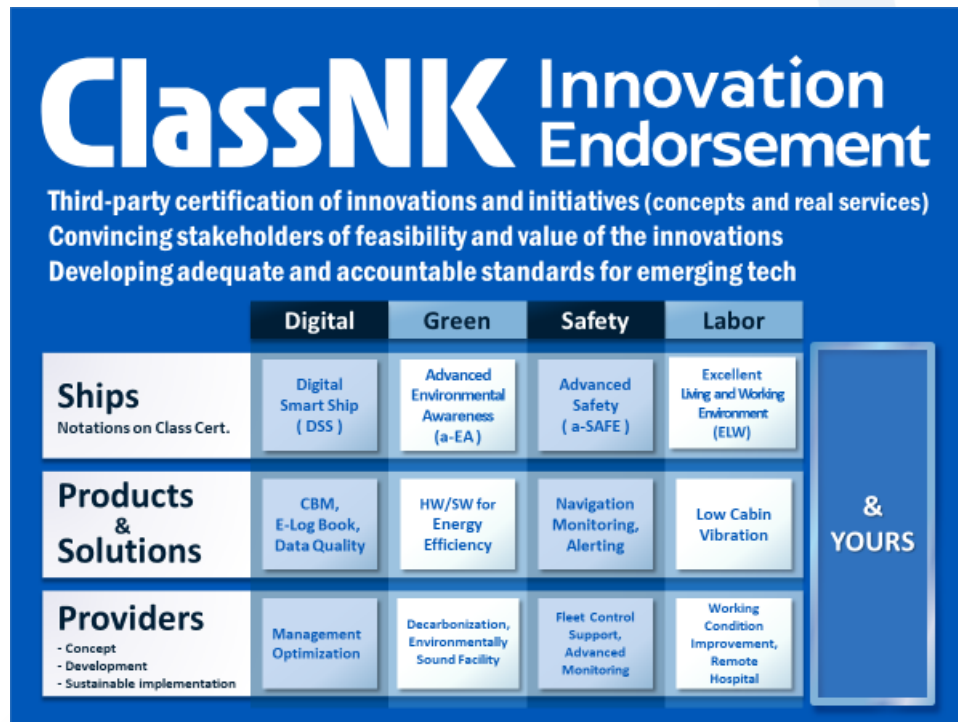 ClassNK Innovation
Endorsement
Third-party certification of innovations and initiatives (concepts and real services)
Convincing stakeholders of feasibility and value of the innovations
Developing adequate and accountable standards for emerging tech
Digital Green Safety Labor
Ships
Notations on Class Cert.
Digital
Smart Ship
( DSS )
Advanced
Environmental
Awareness
(a-EA )
Advanced
Safety
( a-SAFE )
Excellent
Living and Working
Environment
(ELW)
Products
&
Solutions
CBM,
E-Log Book,
Data Quality
HW/SW for
Energy
Efficiency
Navigation
Monitoring,
Alerting
Low Cabin
Vibration
Providers
- Concept
- Development
- Sustainable implementation
Management
Optimization
Decarbonization,
Environmentally
Sound Facility
Fleet Control
Support,
Advanced
Monitoring
Working
Condition
Improvement,
Remote
Hospital
&
YOURS